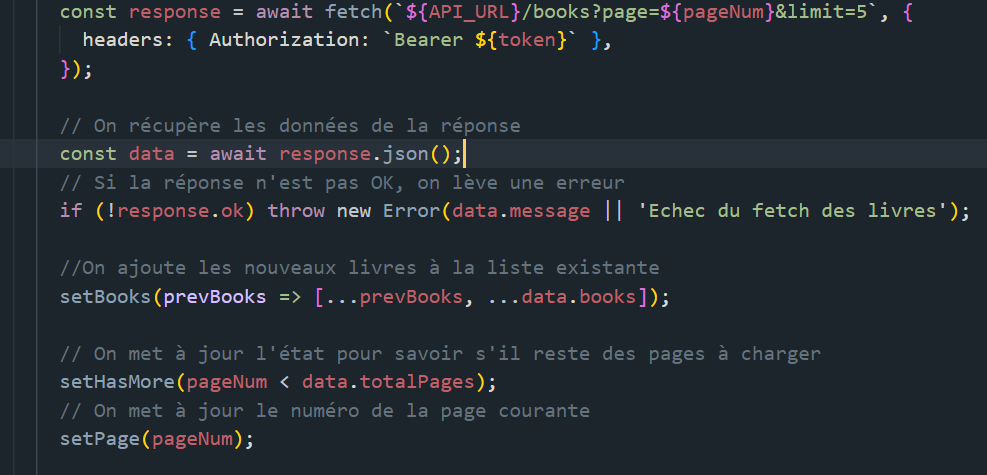 const response = await fetch(`${API_URL}/books?page=${pageNum}&limit=5`, {
headers: { Authorization: `Bearer ${token}` },
});
// On récupère les données de la réponse
const data = await response.json();
// Si la réponse n'est pas OK, on lève une erreur
if (!response.ok) throw new Error(data.message || 'Echec du fetch des livres');
//On ajoute les nouveaux livres à la liste existante
setBooks(prevBooks => [...prevBooks, ...data.books]);
// On met à jour l'état pour savoir s'il reste des pages à charger
setHasMore(pageNum < data.totalPages);
// On met à jour le numéro de la page courante
setPage(pageNum);